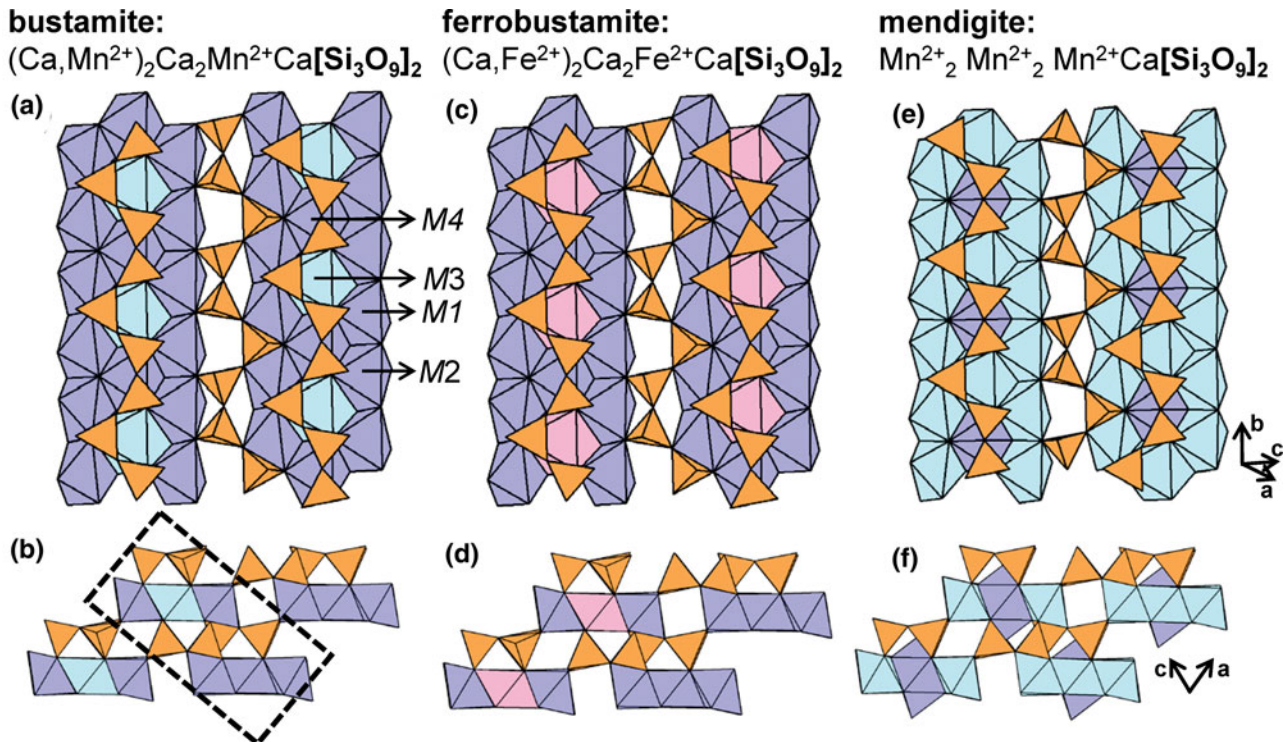 bustamite:
(Ca,Mn²⁺)₂Ca₂Mn²⁺Ca[Si₃O₉]₂
ferrobustamite:
(Ca,Fe²⁺)₂Ca₂Fe²⁺Ca[Si₃O₉]₂
mendigite:
Mn²⁺₂ Mn²⁺₂ Mn²⁺Ca[Si₃O₉]₂
(a)
(c)
(e)
M4
M3
M1
M2
b
c
a
(b)
(d)
(f)
c
a